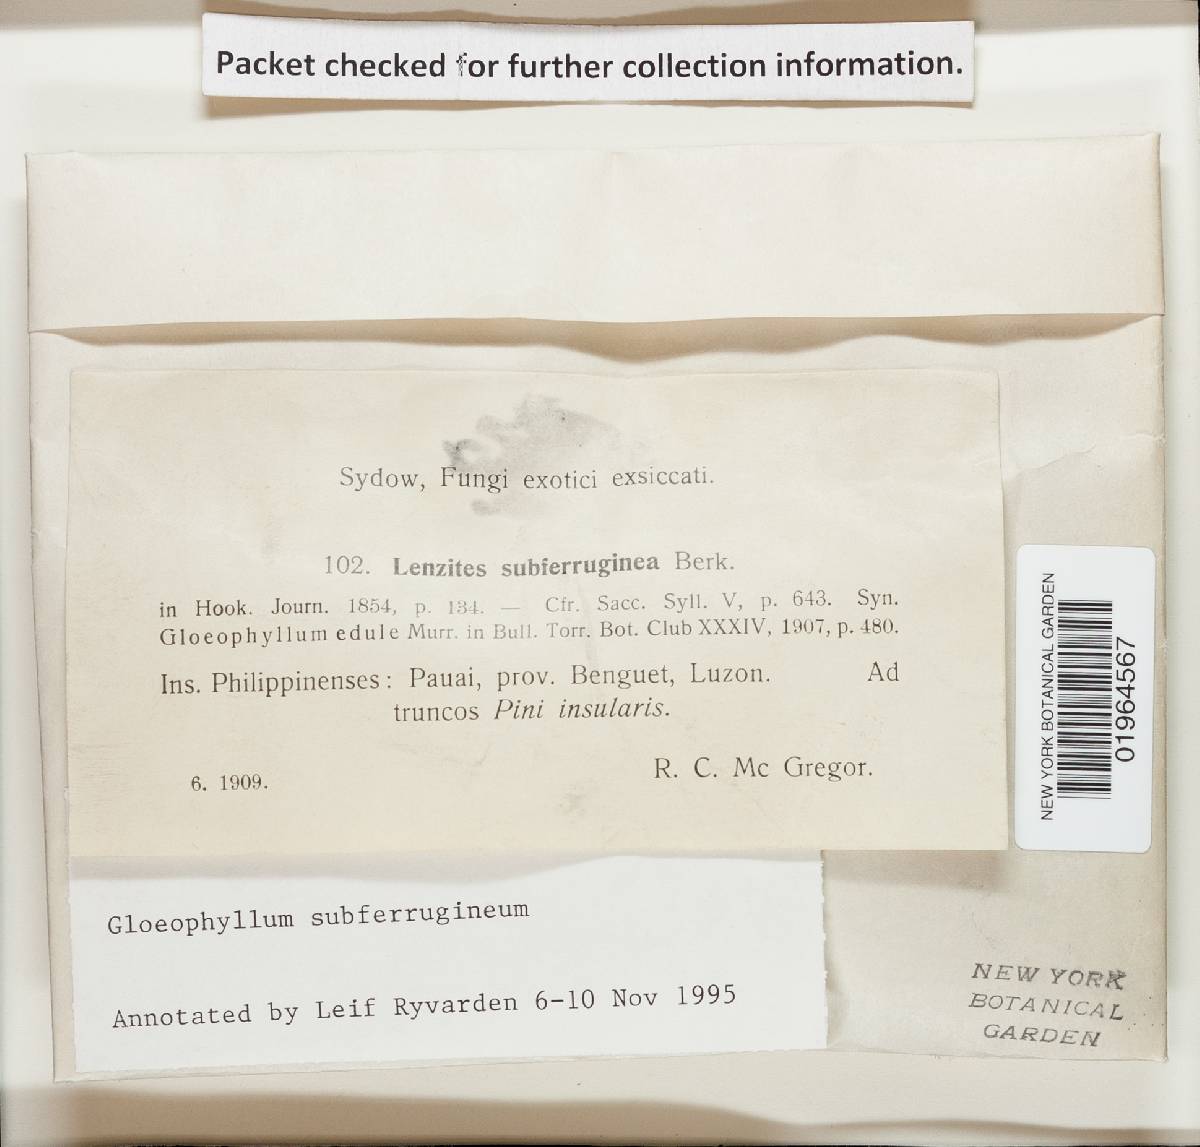 Packet checked for further collection information.
Sydow, Fungi exotici exsiccati.
102. Lenzites subferruginea Berk.
in Hook. Journ. 1854, p. 134. — Cfr. Sacc. Syll. V, p. 643. Syn.
Gloeophyllum edule Murr. in Bull. Torr. Bot. Club XXXIV, 1907, p. 480.
Ins. Philippinenses: Pauai, prov. Benguet, Luzon. Ad
truncos Pini insularis.
6. 1909. R. C. Mc Gregor.
NEW YORK BOTANICAL GARDEN
01964567
Gloeophyllum subferrugineum
Annotated by Leif Ryvarden 6-10 Nov 1995
NEW YORK
BOTANICAL
GARDEN